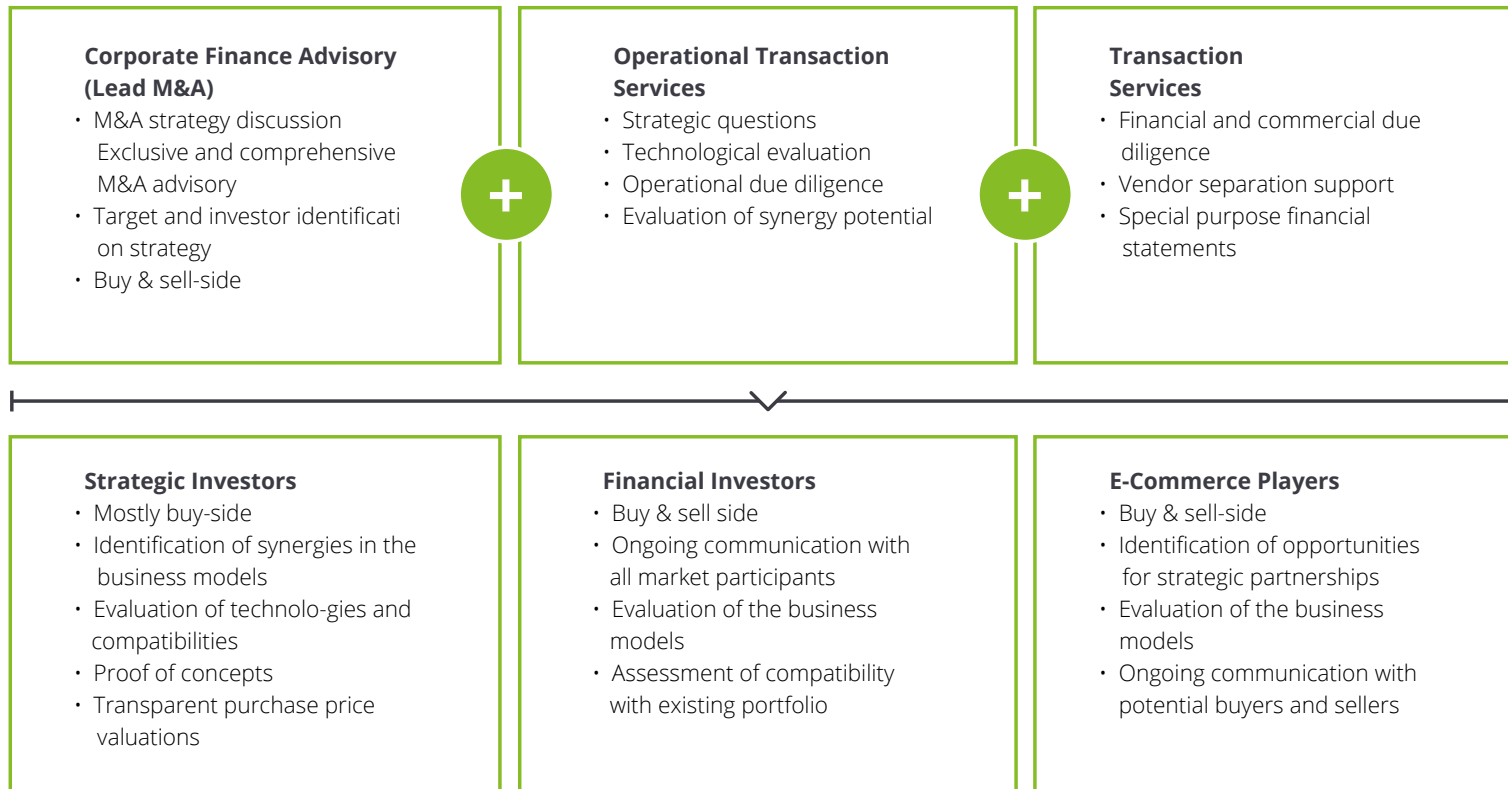 Corporate Finance Advisory
(Lead M&A)
• M&A strategy discussion
Exclusive and comprehensive
M&A advisory
• Target and investor identificati
on strategy
• Buy & sell-side
+
Operational Transaction
Services
• Strategic questions
• Technological evaluation
• Operational due diligence
• Evaluation of synergy potential
+
Transaction
Services
• Financial and commercial due
diligence
• Vendor separation support
• Special purpose financial
statements
Strategic Investors
• Mostly buy-side
• Identification of synergies in the
business models
• Evaluation of technolo-gies and
compatibilities
• Proof of concepts
• Transparent purchase price
valuations
Financial Investors
• Buy & sell side
• Ongoing communication with
all market participants
• Evaluation of the business
models
• Assessment of compatibility
with existing portfolio
E-Commerce Players
• Buy & sell-side
• Identification of opportunities
for strategic partnerships
• Evaluation of the business
models
• Ongoing communication with
potential buyers and sellers